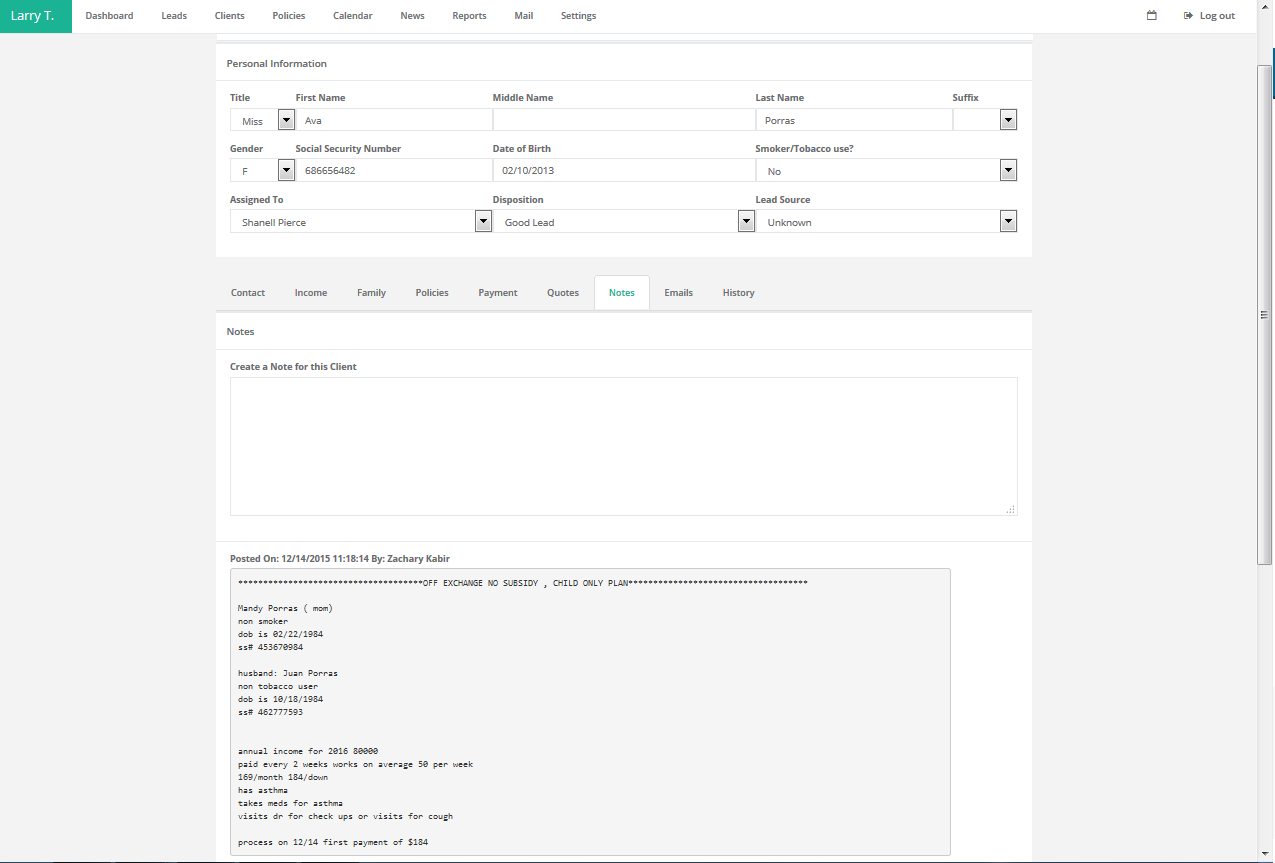 Larry T.
Dashboard Leads Clients Policies Calendar News Reports Mail Settings Log out
Personal Information
Title First Name Middle Name Last Name Suffix
Miss Ava Porras
Gender Social Security Number Date of Birth Smoker/Tobacco use?
F 686656482 02/10/2013 No
Assigned To Disposition Lead Source
Shanell Pierce Good Lead Unknown
Contact Income Family Policies Payment Quotes Notes Emails History
Notes
Create a Note for this Client
Posted On: 12/14/2015 11:18:14 By: Zachary Kabir
*************************************OFF EXCHANGE NO SUBSIDY , CHILD ONLY PLAN************************************
Mandy Porras ( mom)
non smoker
dob is 02/22/1984
ss# 453670984
husband: Juan Porras
non tobacco user
dob is 10/18/1984
ss# 462777593
annual income for 2016 80000
paid every 2 weeks works on average 50 per week
169/month 184/down
has asthma
takes meds for asthma
visits dr for check ups or visits for cough
process on 12/14 first payment of $184